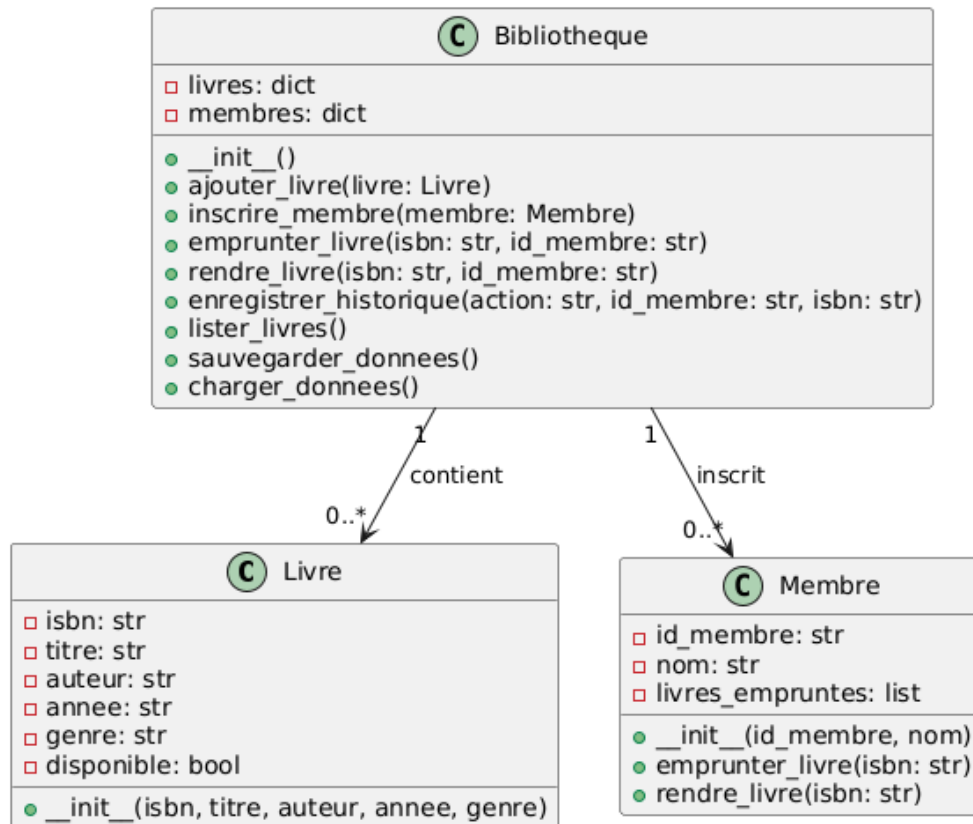 C Bibliotheque
livres: dict
membres: dict
__init__()
ajouter_livre(livre: Livre)
inscrire_membre(membre: Membre)
emprunter_livre(isbn: str, id_membre: str)
rendre_livre(isbn: str, id_membre: str)
enregistrer_historique(action: str, id_membre: str, isbn: str)
lister_livres()
sauvegarder_donnees()
charger_donnees()
1
1
contient
inscrit
0..*
0..*
C Livre
isbn: str
titre: str
auteur: str
annee: str
genre: str
disponible: bool
__init__(isbn, titre, auteur, annee, genre)
C Membre
id_membre: str
nom: str
livres_empruntes: list
__init__(id_membre, nom)
emprunter_livre(isbn: str)
rendre_livre(isbn: str)